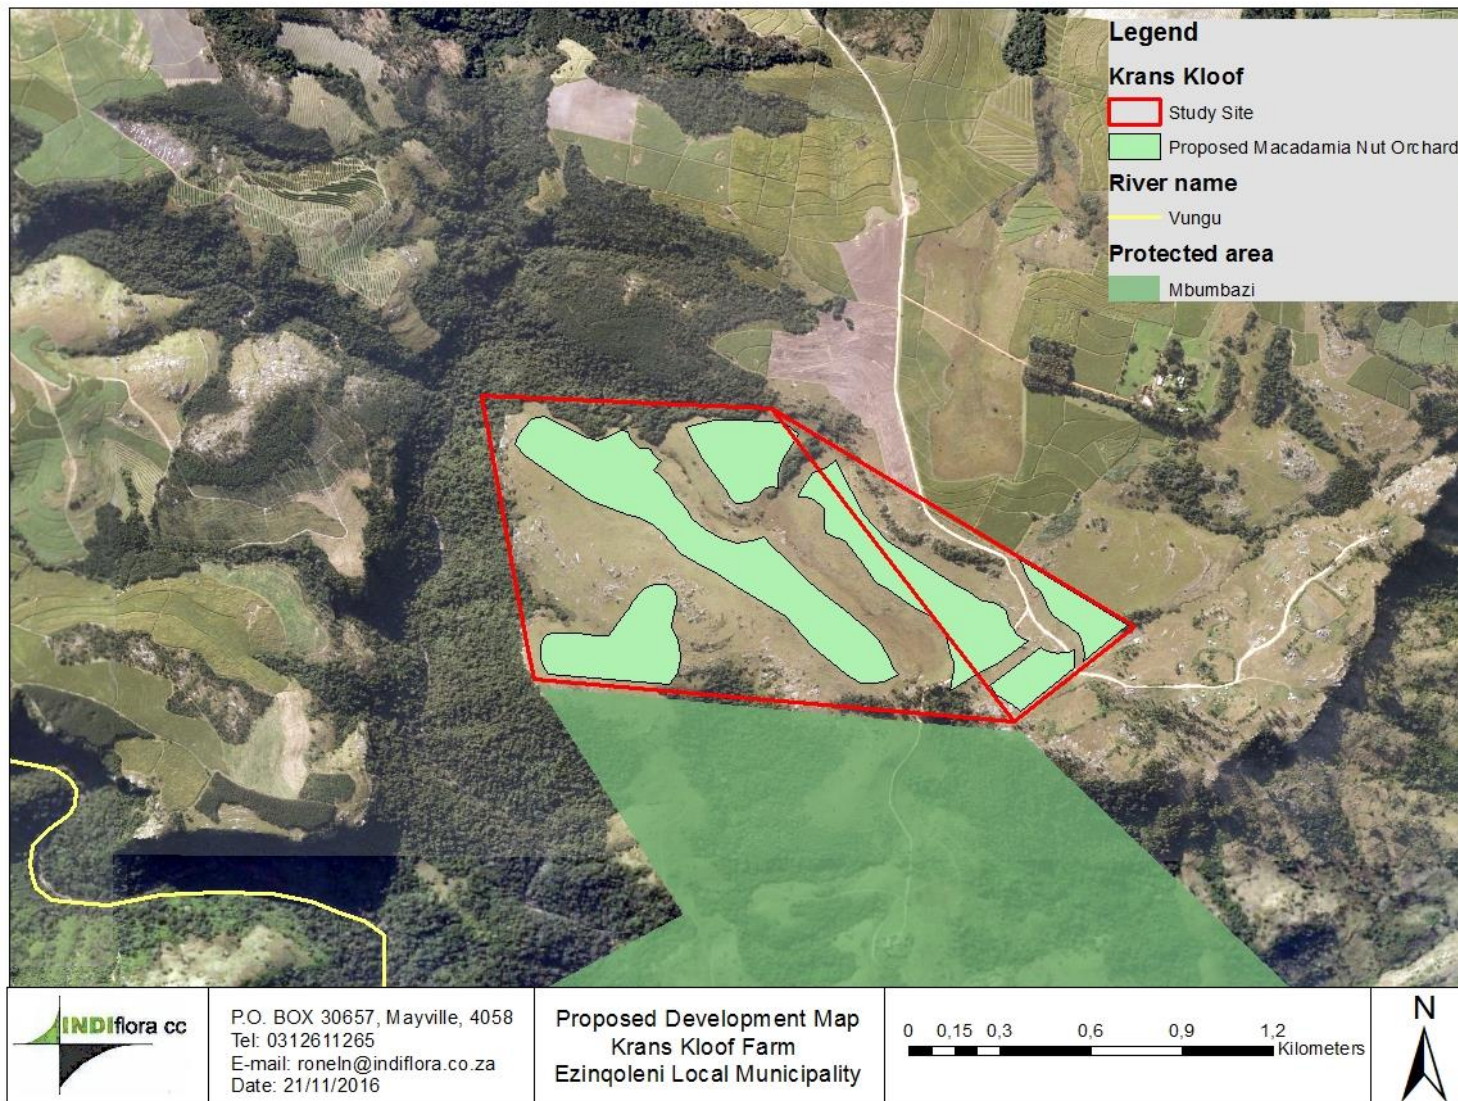 Legend
Krans Kloof
Study Site
Proposed Macadamia Nut Orchard
River name
Vungu
Protected area
Mbumbazi
INDIflora cc
P.O. BOX 30657, Mayville, 4058
Tel: 0312611265
E-mail: roneln@indiflora.co.za
Date: 21/11/2016
Proposed Development Map
Krans Kloof Farm
Ezinqoleni Local Municipality
0 0,15 0,3 0,6 0,9 1,2
Kilometers
N